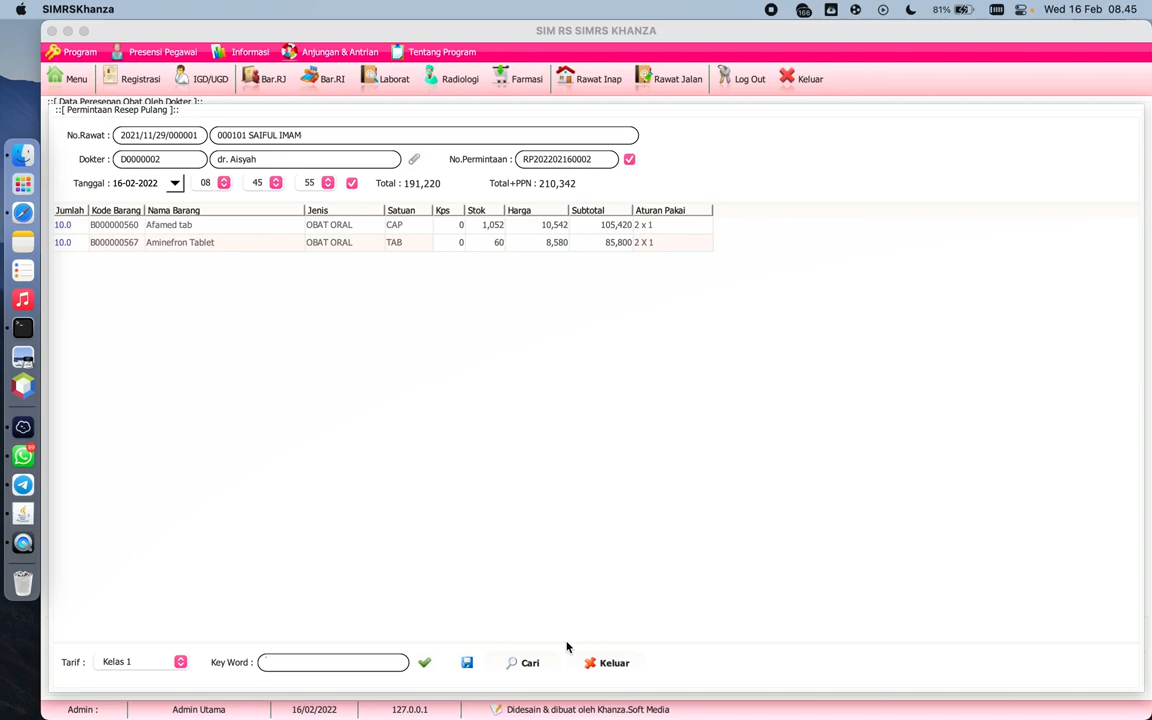 SIMRSKhanza 168 81% Wed 16 Feb 08.45
SIM RS SIMRS KHANZA
Program Presensi Pegawai Informasi Anjungan & Antrian Tentang Program
Menu Registrasi IGD/UGD Bar.RJ Bar.RI Laborat Radiologi Farmasi Rawat Inap Rawat Jalan Log Out Keluar
::[ Data Peresepan Obat Oleh Dokter ]::
::[ Permintaan Resep Pulang ]::
No.Rawat : 2021/11/29/000001 000101 SAIFUL IMAM
Dokter : D0000002 dr. Aisyah No.Permintaan : RP202202160002
Tanggal : 16-02-2022 08 45 55 Total : 191,220 Total+PPN : 210,342
Jumlah Kode Barang Nama Barang Jenis Satuan Kps Stok Harga Subtotal Aturan Pakai
10.0 B000000560 Afamed tab OBAT ORAL CAP 0 1,052 10,542 105,420 2 x 1
10.0 B000000567 Aminefron Tablet OBAT ORAL TAB 0 60 8,580 85,800 2 X 1
Tarif : Kelas 1 Key Word : Cari Keluar
Admin : Admin Utama 16/02/2022 127.0.0.1 Didesain & dibuat oleh Khanza.Soft Media